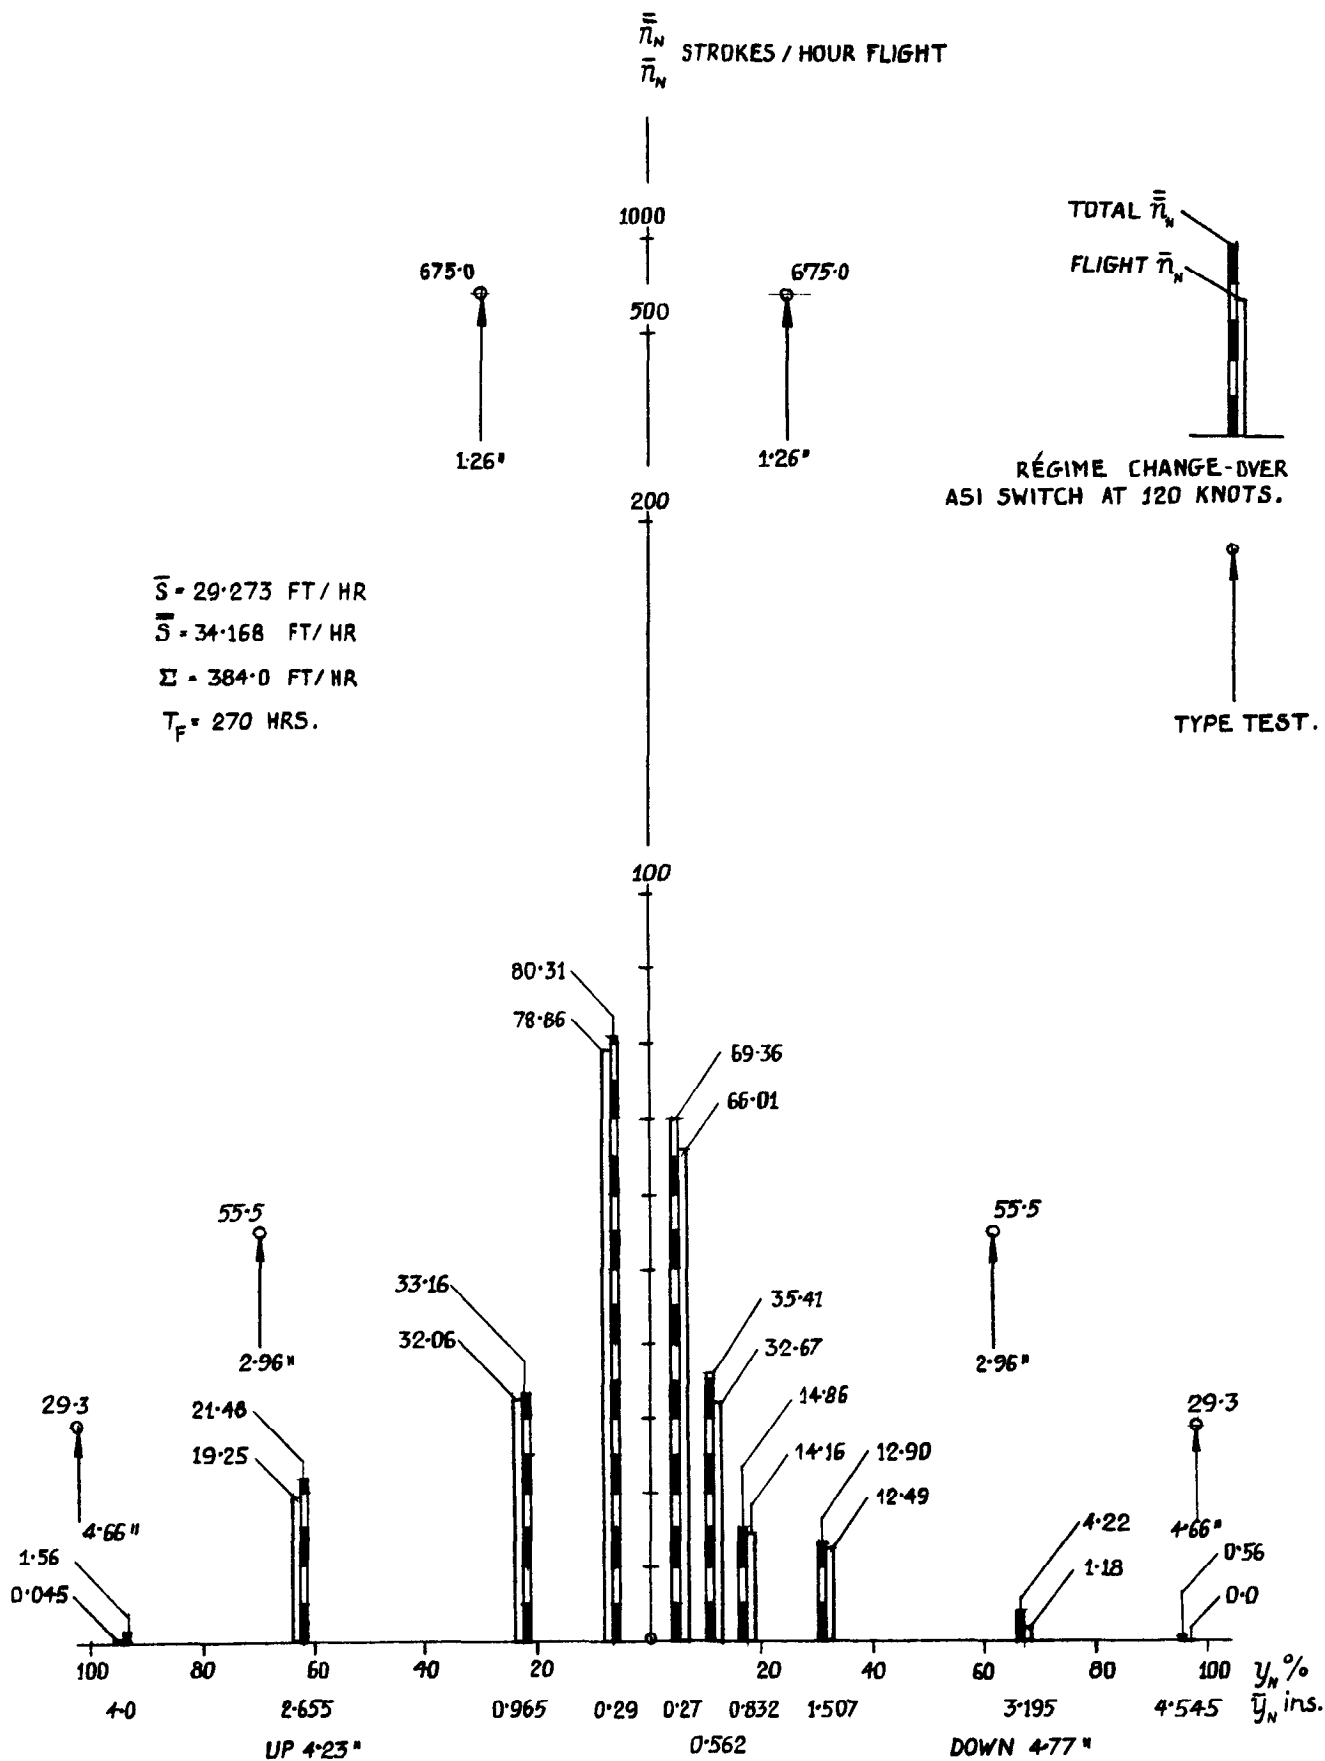 n̿_N STROKES / HOUR FLIGHT
n̄_N
1000
TOTAL n̿_N
675·0
675·0
FLIGHT n̄_N
500
1·26"
1·26"
RÉGIME CHANGE-OVER
ASI SWITCH AT 120 KNOTS.
200
S̄ = 29·273 FT / HR
S̿ = 34·168 FT / HR
Σ = 384·0 FT / HR
T_F = 270 HRS.
TYPE TEST.
100
80·31
78·86
69·36
66·01
55·5
55·5
33·16
35·41
32·06
32·67
2·96"
2·96"
29·3
21·48
14·86
29·3
19·25
14·16
12·90
12·49
4·66"
4·22
4·66"
1·56
0·56
1·18
0·045
0·0
100 80 60 40 20 20 40 60 80 100 y_N %
4·0 2·655 0·965 0·29 0·27 0·832 1·507 3·195 4·545 ȳ_N ins.
UP 4·23" 0·562 DOWN 4·77"